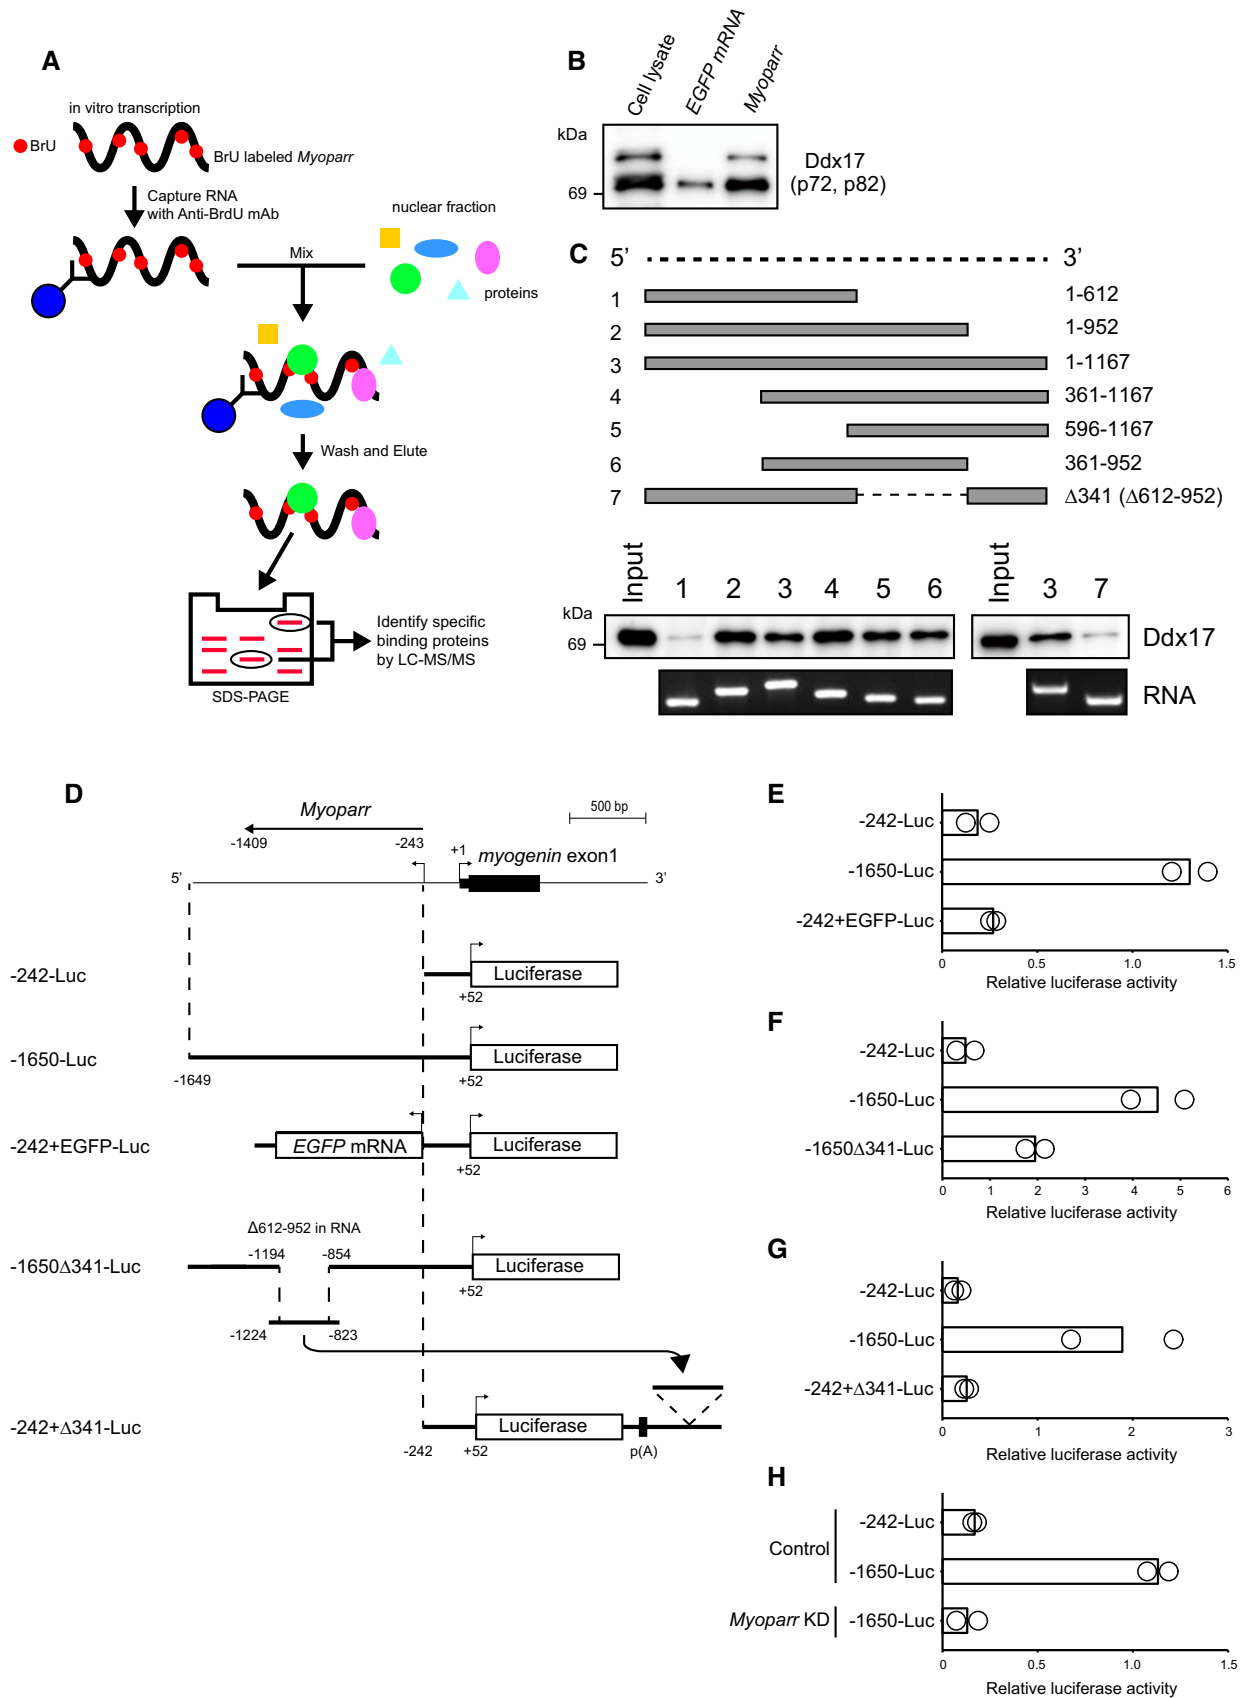 A
in vitro transcription
BrU
BrU labeled Myoparr
Capture RNA
with Anti-BrdU mAb
nuclear fraction
Mix
proteins
Wash and Elute
Identify specific
binding proteins
by LC-MS/MS
SDS-PAGE
B
Cell lysate
EGFP mRNA
Myoparr
kDa
69
Ddx17
(p72, p82)
C
5’ 3’
1 1-612
2 1-952
3 1-1167
4 361-1167
5 596-1167
6 361-952
7 Δ341 (Δ612-952)
Input 1 2 3 4 5 6 Input 3 7
kDa
69
Ddx17
RNA
D
Myoparr
500 bp
-1409 -243
+1
myogenin exon1
5’ 3’
-242-Luc
Luciferase
+52
-1650-Luc
Luciferase
-1649
+52
-242+EGFP-Luc
EGFP mRNA
Luciferase
+52
Δ612-952 in RNA
-1194 -854
-1650Δ341-Luc
Luciferase
+52
-1224 -823
-242+Δ341-Luc
Luciferase
-242 +52
p(A)
E
-242-Luc
-1650-Luc
-242+EGFP-Luc
0 0.5 1.0 1.5
Relative luciferase activity
F
-242-Luc
-1650-Luc
-1650Δ341-Luc
0 1 2 3 4 5 6
Relative luciferase activity
G
-242-Luc
-1650-Luc
-242+Δ341-Luc
0 1 2 3
Relative luciferase activity
H
Control
-242-Luc
-1650-Luc
Myoparr KD -1650-Luc
0 0.5 1.0 1.5
Relative luciferase activity